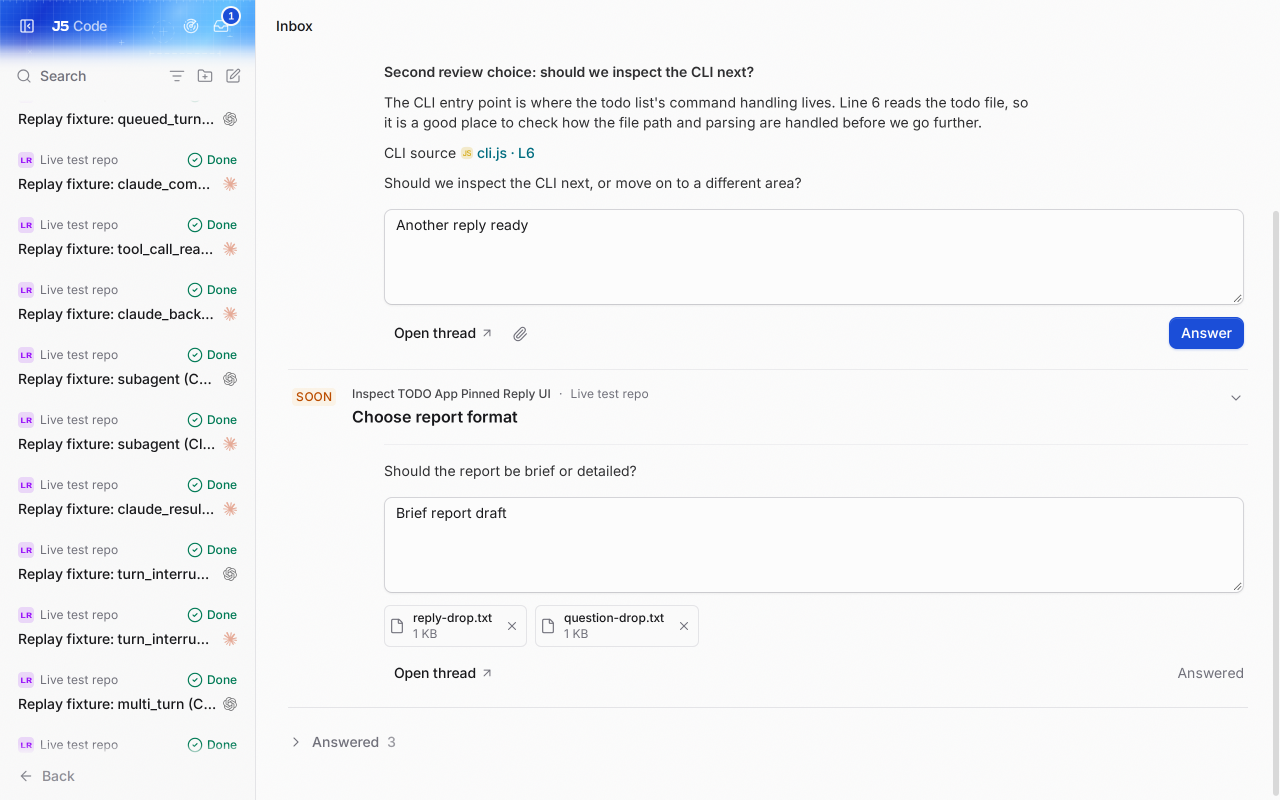 J5 Code
1
Search
Replay fixture: queued_turn...
LR Live test repo Done
Replay fixture: claude_com...
LR Live test repo Done
Replay fixture: tool_call_rea...
LR Live test repo Done
Replay fixture: claude_back...
LR Live test repo Done
Replay fixture: subagent (C...
LR Live test repo Done
Replay fixture: subagent (Cl...
LR Live test repo Done
Replay fixture: claude_resul...
LR Live test repo Done
Replay fixture: turn_interru...
LR Live test repo Done
Replay fixture: turn_interru...
LR Live test repo Done
Replay fixture: multi_turn (C...
LR Live test repo Done
Back
Inbox
Second review choice: should we inspect the CLI next?
The CLI entry point is where the todo list's command handling lives. Line 6 reads the todo file, so
it is a good place to check how the file path and parsing are handled before we go further.
CLI source JS cli.js · L6
Should we inspect the CLI next, or move on to a different area?
Another reply ready
Open thread Answer
SOON Inspect TODO App Pinned Reply UI · Live test repo
Choose report format
Should the report be brief or detailed?
Brief report draft
reply-drop.txt question-drop.txt
1 KB 1 KB
Open thread Answered
Answered 3